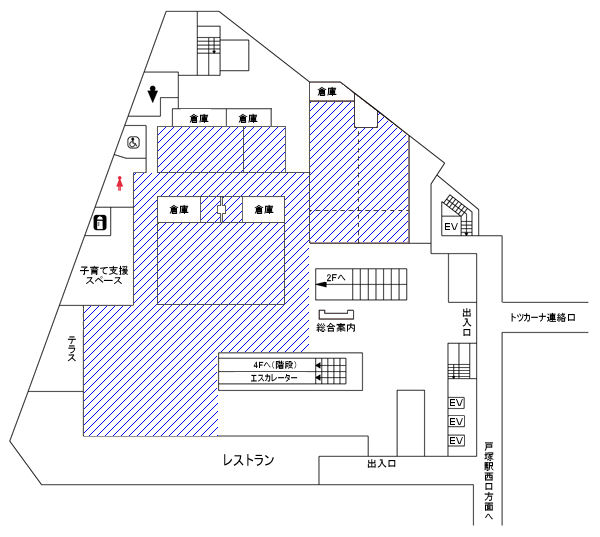 倉庫
倉庫
倉庫
倉庫
倉庫
EV
子育て支援
スペース
2Fへ
総合案内
出入口
トツカーナ連絡口
テラス
4Fへ(階段)
エスカレーター
EV
EV
EV
レストラン
出入口
戸塚駅西口方面へ